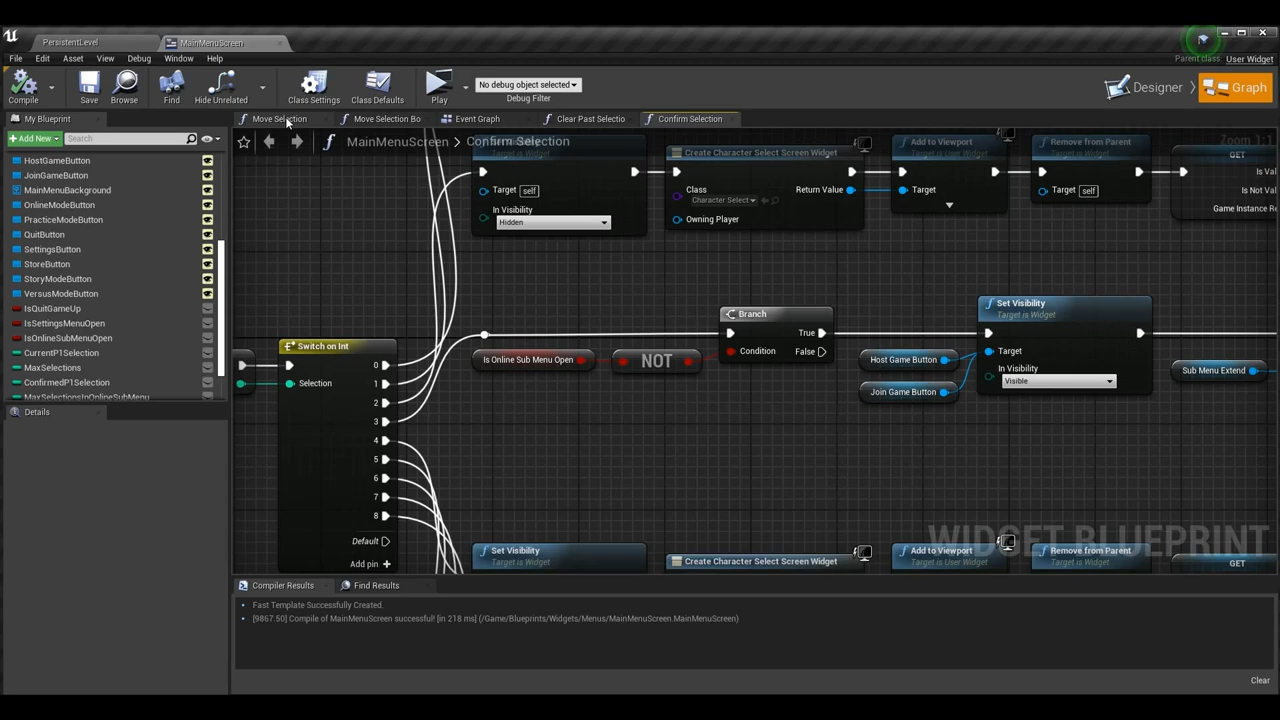 PersistentLevel
MainMenuScreen
File Edit Asset View Debug Window Help
Parent class: User Widget
Compile
Save
Browse
Find
Hide Unrelated
Class Settings
Class Defaults
Play
No debug object selected
Debug Filter
Designer
Graph
My Blueprint
Add New
Search
HostGameButton
JoinGameButton
MainMenuBackground
OnlineModeButton
PracticeModeButton
QuitButton
SettingsButton
StoreButton
StoryModeButton
VersusModeButton
IsQuitGameUp
IsSettingsMenuOpen
IsOnlineSubMenuOpen
CurrentP1Selection
MaxSelections
ConfirmedP1Selection
MaxSelectionsInOnlineSubMenu
Details
Move Selection
Move Selection Bo
Event Graph
Clear Past Selectio
Confirm Selection
MainMenuScreen > Confirm Selection
Zoom 1:1
Target is Widget
Target self
In Visibility
Hidden
Create Character Select Screen Widget
Class
Character Select
Return Value
Owning Player
Add to Viewport
Target is User Widget
Target
Remove from Parent
Target is Widget
Target self
GET
Is Val
Is Not Val
Game Instance Re
Switch on Int
Selection
0
1
2
3
4
5
6
7
8
Default
Add pin
Is Online Sub Menu Open
NOT
Branch
True
Condition
False
Host Game Button
Join Game Button
Set Visibility
Target is Widget
Target
In Visibility
Visible
Sub Menu Extend
Set Visibility
Target is Widget
Create Character Select Screen Widget
Add to Viewport
Target is User Widget
Remove from Parent
Target is Widget
GET
WIDGET BLUEPRINT
Compiler Results
Find Results
Fast Template Successfully Created.
[9867.50] Compile of MainMenuScreen successful! [in 218 ms] (/Game/Blueprints/Widgets/Menus/MainMenuScreen.MainMenuScreen)
Clear